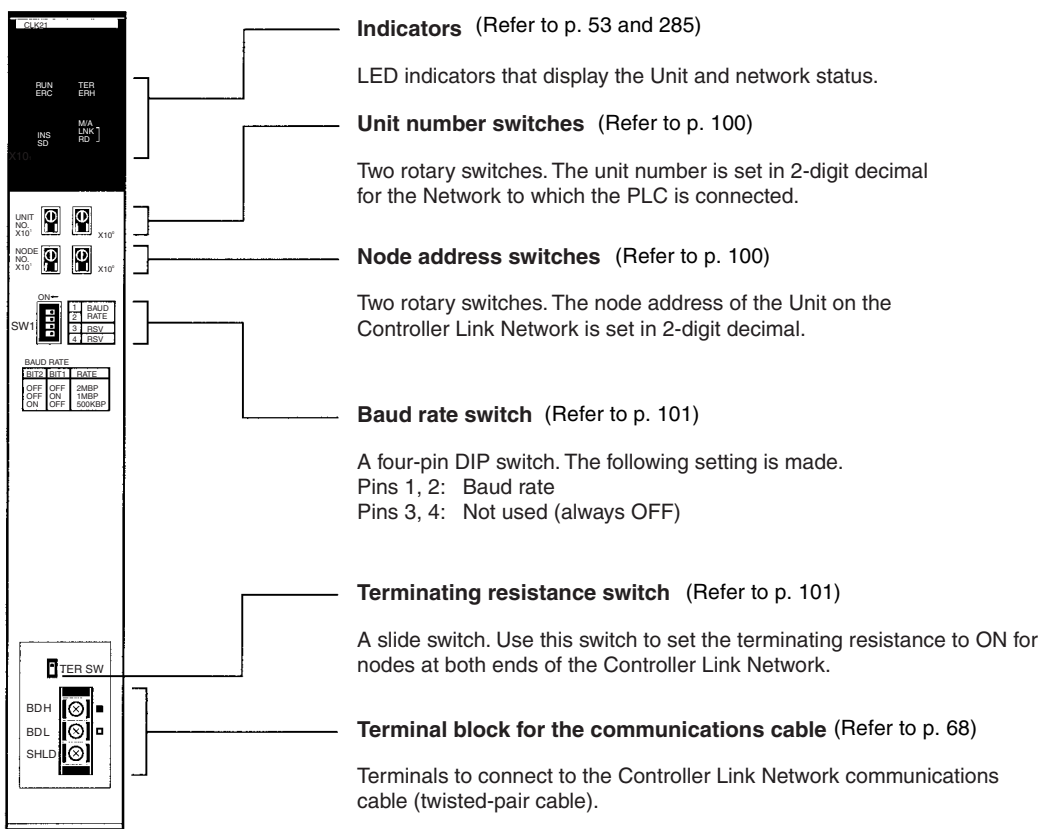 CLK21
RUN TER
ERC ERH
M/A
INS LNK
SD RD
X10
UNIT
NO.
X10¹ X10⁰
NODE
NO.
X10¹ X10⁰
ON←
SW1
1 BAUD
2 RATE
3 RSV
4 RSV
BAUD RATE
BIT2 BIT1 RATE
OFF OFF 2MBP
OFF ON 1MBP
ON OFF 500KBP
TER SW
BDH
BDL
SHLD
Indicators (Refer to p. 53 and 285)
LED indicators that display the Unit and network status.
Unit number switches (Refer to p. 100)
Two rotary switches. The unit number is set in 2-digit decimal
for the Network to which the PLC is connected.
Node address switches (Refer to p. 100)
Two rotary switches. The node address of the Unit on the
Controller Link Network is set in 2-digit decimal.
Baud rate switch (Refer to p. 101)
A four-pin DIP switch. The following setting is made.
Pins 1, 2: Baud rate
Pins 3, 4: Not used (always OFF)
Terminating resistance switch (Refer to p. 101)
A slide switch. Use this switch to set the terminating resistance to ON for
nodes at both ends of the Controller Link Network.
Terminal block for the communications cable (Refer to p. 68)
Terminals to connect to the Controller Link Network communications
cable (twisted-pair cable).